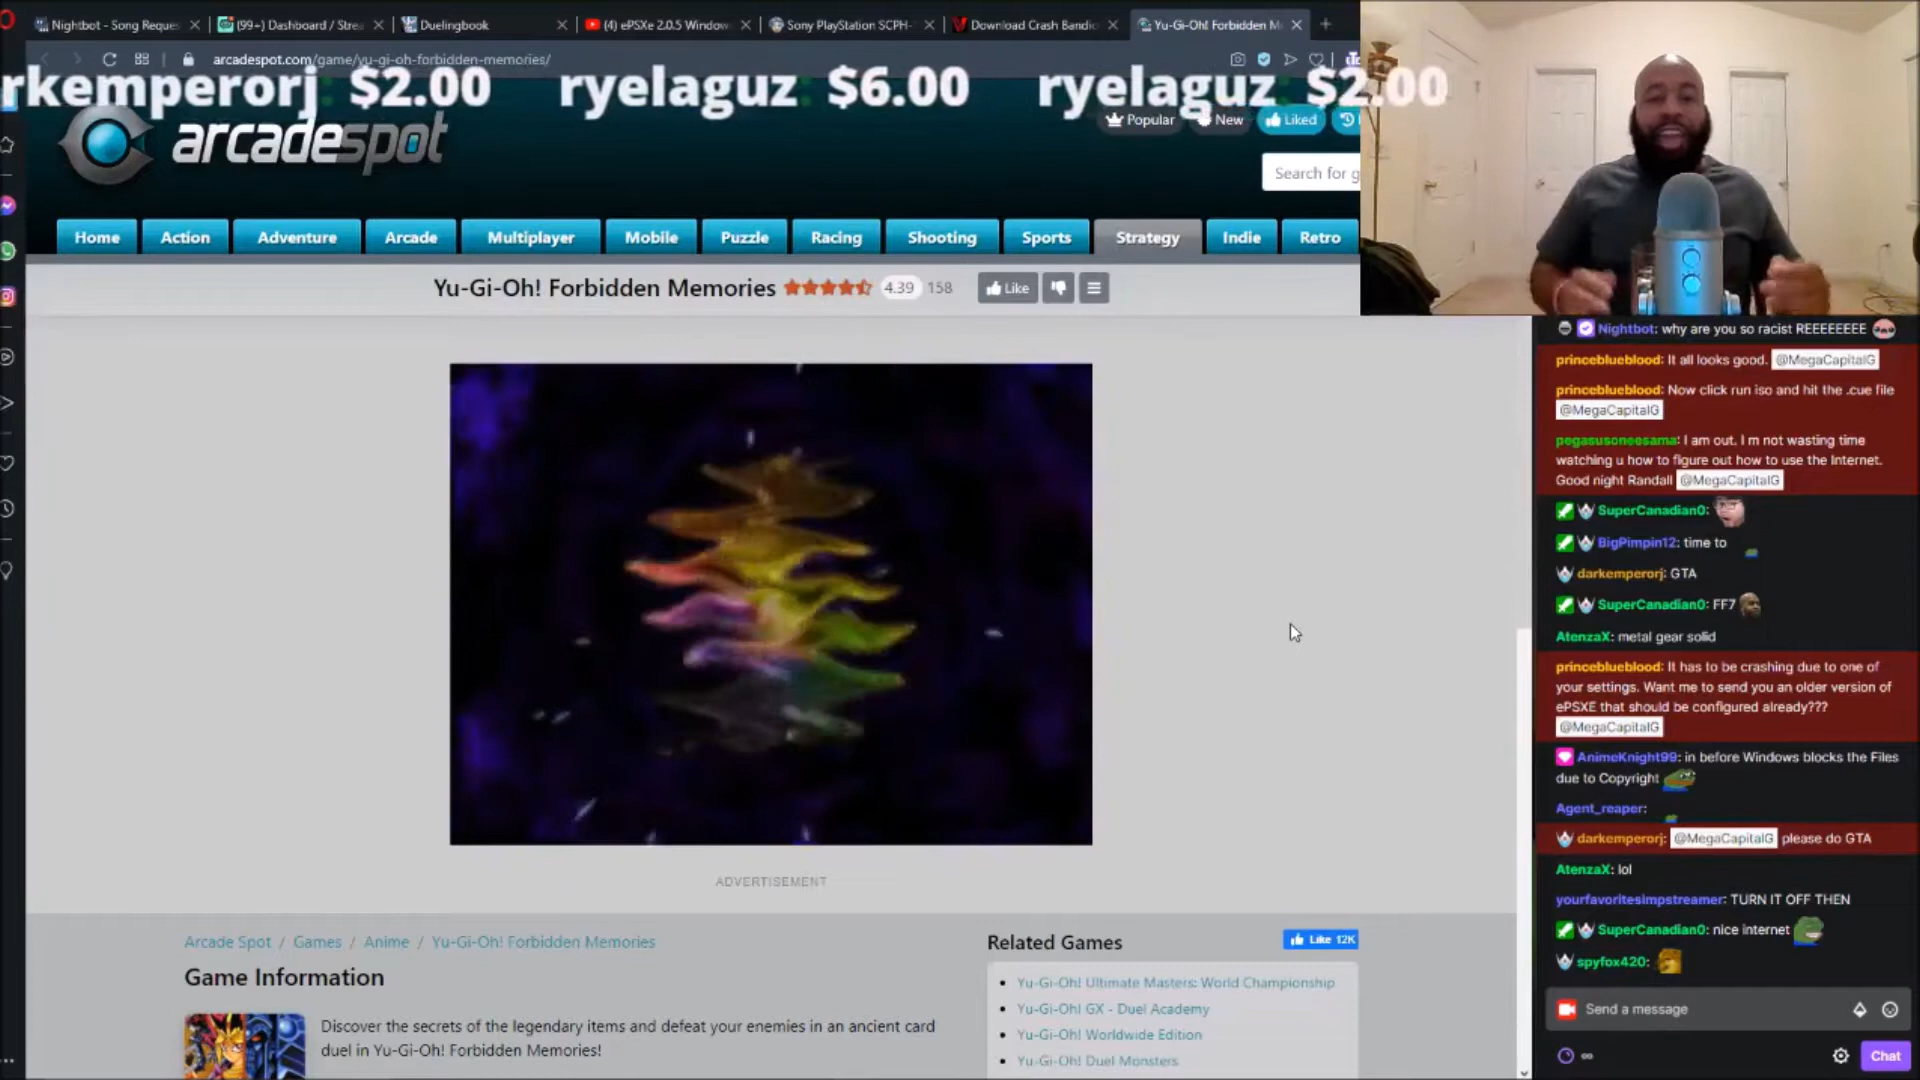 Nightbot - Song Reques
(99+) Dashboard / Strea
Duelingbook
(4) ePSXe 2.0.5 Window
Sony PlayStation SCPH-
Download Crash Bandic
Yu-Gi-Oh! Forbidden M
arcadespot.com/game/yu-gi-oh-forbidden-memories/
rkemperorj: $2.00 ryelaguz: $6.00 ryelaguz: $2.00
arcadespot
Popular
New
Liked
Search for g
Home
Action
Adventure
Arcade
Multiplayer
Mobile
Puzzle
Racing
Shooting
Sports
Strategy
Indie
Retro
Yu-Gi-Oh! Forbidden Memories
4.39
158
Like
ADVERTISEMENT
Arcade Spot / Games / Anime / Yu-Gi-Oh! Forbidden Memories
Game Information
Discover the secrets of the legendary items and defeat your enemies in an ancient card
duel in Yu-Gi-Oh! Forbidden Memories!
Related Games
Like 12K
Yu-Gi-Oh! Ultimate Masters: World Championship
Yu-Gi-Oh! GX - Duel Academy
Yu-Gi-Oh! Worldwide Edition
Yu-Gi-Oh! Duel Monsters
Nightbot: why are you so racist REEEEEEEE
princeblueblood: It all looks good. @MegaCapitalG
princeblueblood: Now click run iso and hit the .cue file
@MegaCapitalG
pegasusoneesama: I am out. I m not wasting time
watching u how to figure out how to use the Internet.
Good night Randall @MegaCapitalG
SuperCanadian0:
BigPimpin12: time to
darkemperorj: GTA
SuperCanadian0: FF7
AtenzaX: metal gear solid
princeblueblood: It has to be crashing due to one of
your settings. Want me to send you an older version of
ePSXE that should be configured already???
@MegaCapitalG
AnimeKnight99: in before Windows blocks the Files
due to Copyright
Agent_reaper:
darkemperorj: @MegaCapitalG please do GTA
AtenzaX: lol
yourfavoritesimpstreamer: TURN IT OFF THEN
SuperCanadian0: nice internet
spyfox420:
Send a message
Chat